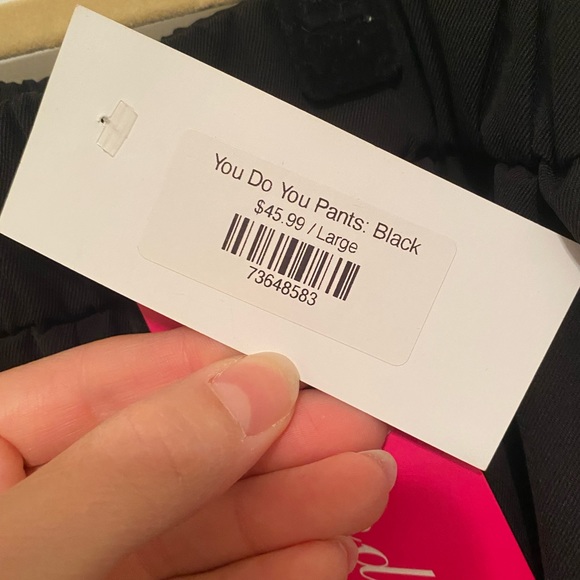 You Do You Pants: Black
$45.99 / Large
73648583